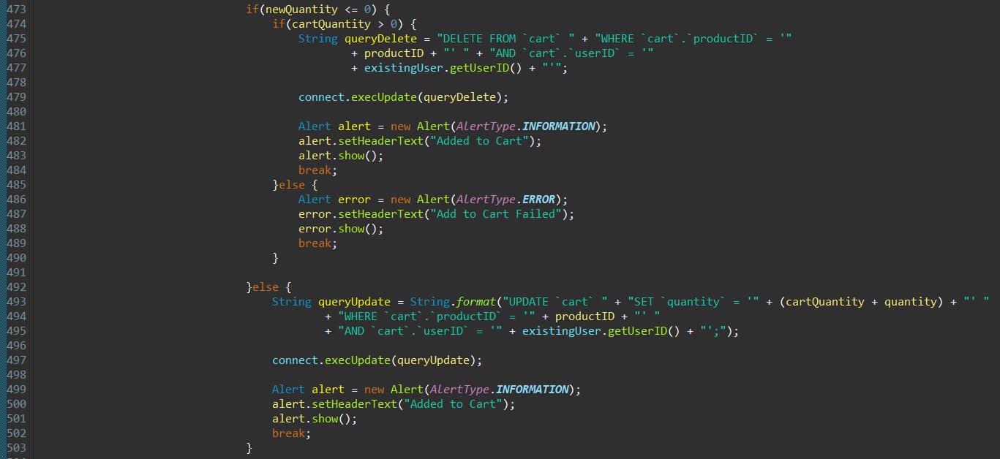 473 if(newQuantity <= 0) {
474 if(cartQuantity > 0) {
475 String queryDelete = "DELETE FROM `cart` " + "WHERE `cart`.`productID` = '"
476 + productID + "' " + "AND `cart`.`userID` = '"
477 + existingUser.getUserID() + "'";
478
479 connect.execUpdate(queryDelete);
480
481 Alert alert = new Alert(AlertType.INFORMATION);
482 alert.setHeaderText("Added to Cart");
483 alert.show();
484 break;
485 }else {
486 Alert error = new Alert(AlertType.ERROR);
487 error.setHeaderText("Add to Cart Failed");
488 error.show();
489 break;
490 }
491
492 }else {
493 String queryUpdate = String.format("UPDATE `cart` " + "SET `quantity` = '" + (cartQuantity + quantity) + "' "
494 + "WHERE `cart`.`productID` = '" + productID + "' "
495 + "AND `cart`.`userID` = '" + existingUser.getUserID() + "';");
496
497 connect.execUpdate(queryUpdate);
498
499 Alert alert = new Alert(AlertType.INFORMATION);
500 alert.setHeaderText("Added to Cart");
501 alert.show();
502 break;
503 }